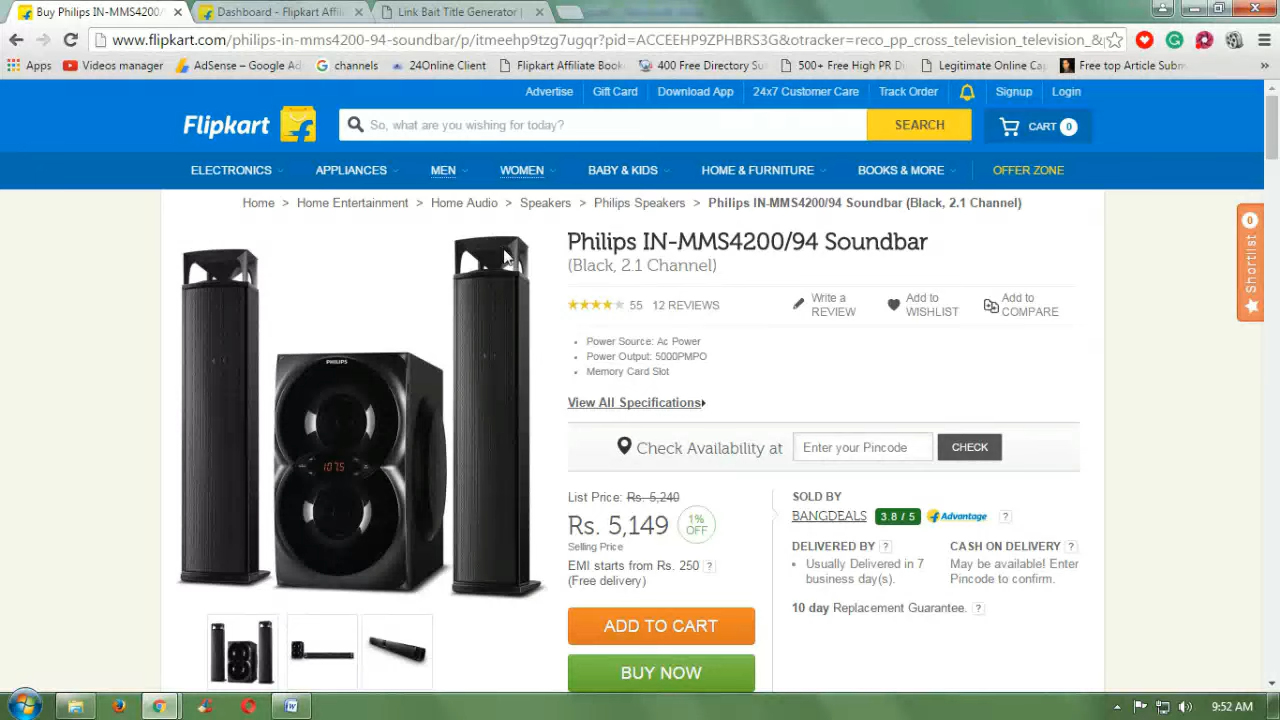 Buy Philips IN-MMS4200/
Dashboard - Flipkart Affili
Link Bait Title Generator
www.flipkart.com/philips-in-mms4200-94-soundbar/p/itmeehp9tzg7ugqr?pid=ACCEEHP9ZPHBRS3G&otracker=reco_pp_cross_television_television_&
Apps Videos manager AdSense – Google Ad channels 24Online Client Flipkart Affiliate Book 400 Free Directory Su 500+ Free High PR Di Legitimate Online Ca Free top Article Subm »
Advertise Gift Card Download App 24x7 Customer Care Track Order Signup Login
Flipkart So, what are you wishing for today? SEARCH CART 0
ELECTRONICS APPLIANCES MEN WOMEN BABY & KIDS HOME & FURNITURE BOOKS & MORE OFFER ZONE
Home > Home Entertainment > Home Audio > Speakers > Philips Speakers > Philips IN-MMS4200/94 Soundbar (Black, 2.1 Channel)
0 Shortlist
Philips IN-MMS4200/94 Soundbar
(Black, 2.1 Channel)
55 12 REVIEWS
Write a
REVIEW
Add to
WISHLIST
Add to
COMPARE
Power Source: Ac Power
Power Output: 5000PMPO
Memory Card Slot
PHILIPS
107.5
View All Specifications
Check Availability at Enter your Pincode CHECK
List Price: Rs. 5,240
Rs. 5,149 1%
OFF
Selling Price
EMI starts from Rs. 250 ?
(Free delivery)
SOLD BY
BANGDEALS 3.8 / 5 Advantage ?
DELIVERED BY ?
Usually Delivered in 7
business day(s).
CASH ON DELIVERY ?
May be available! Enter
Pincode to confirm.
10 day Replacement Guarantee. ?
ADD TO CART
BUY NOW
9:52 AM